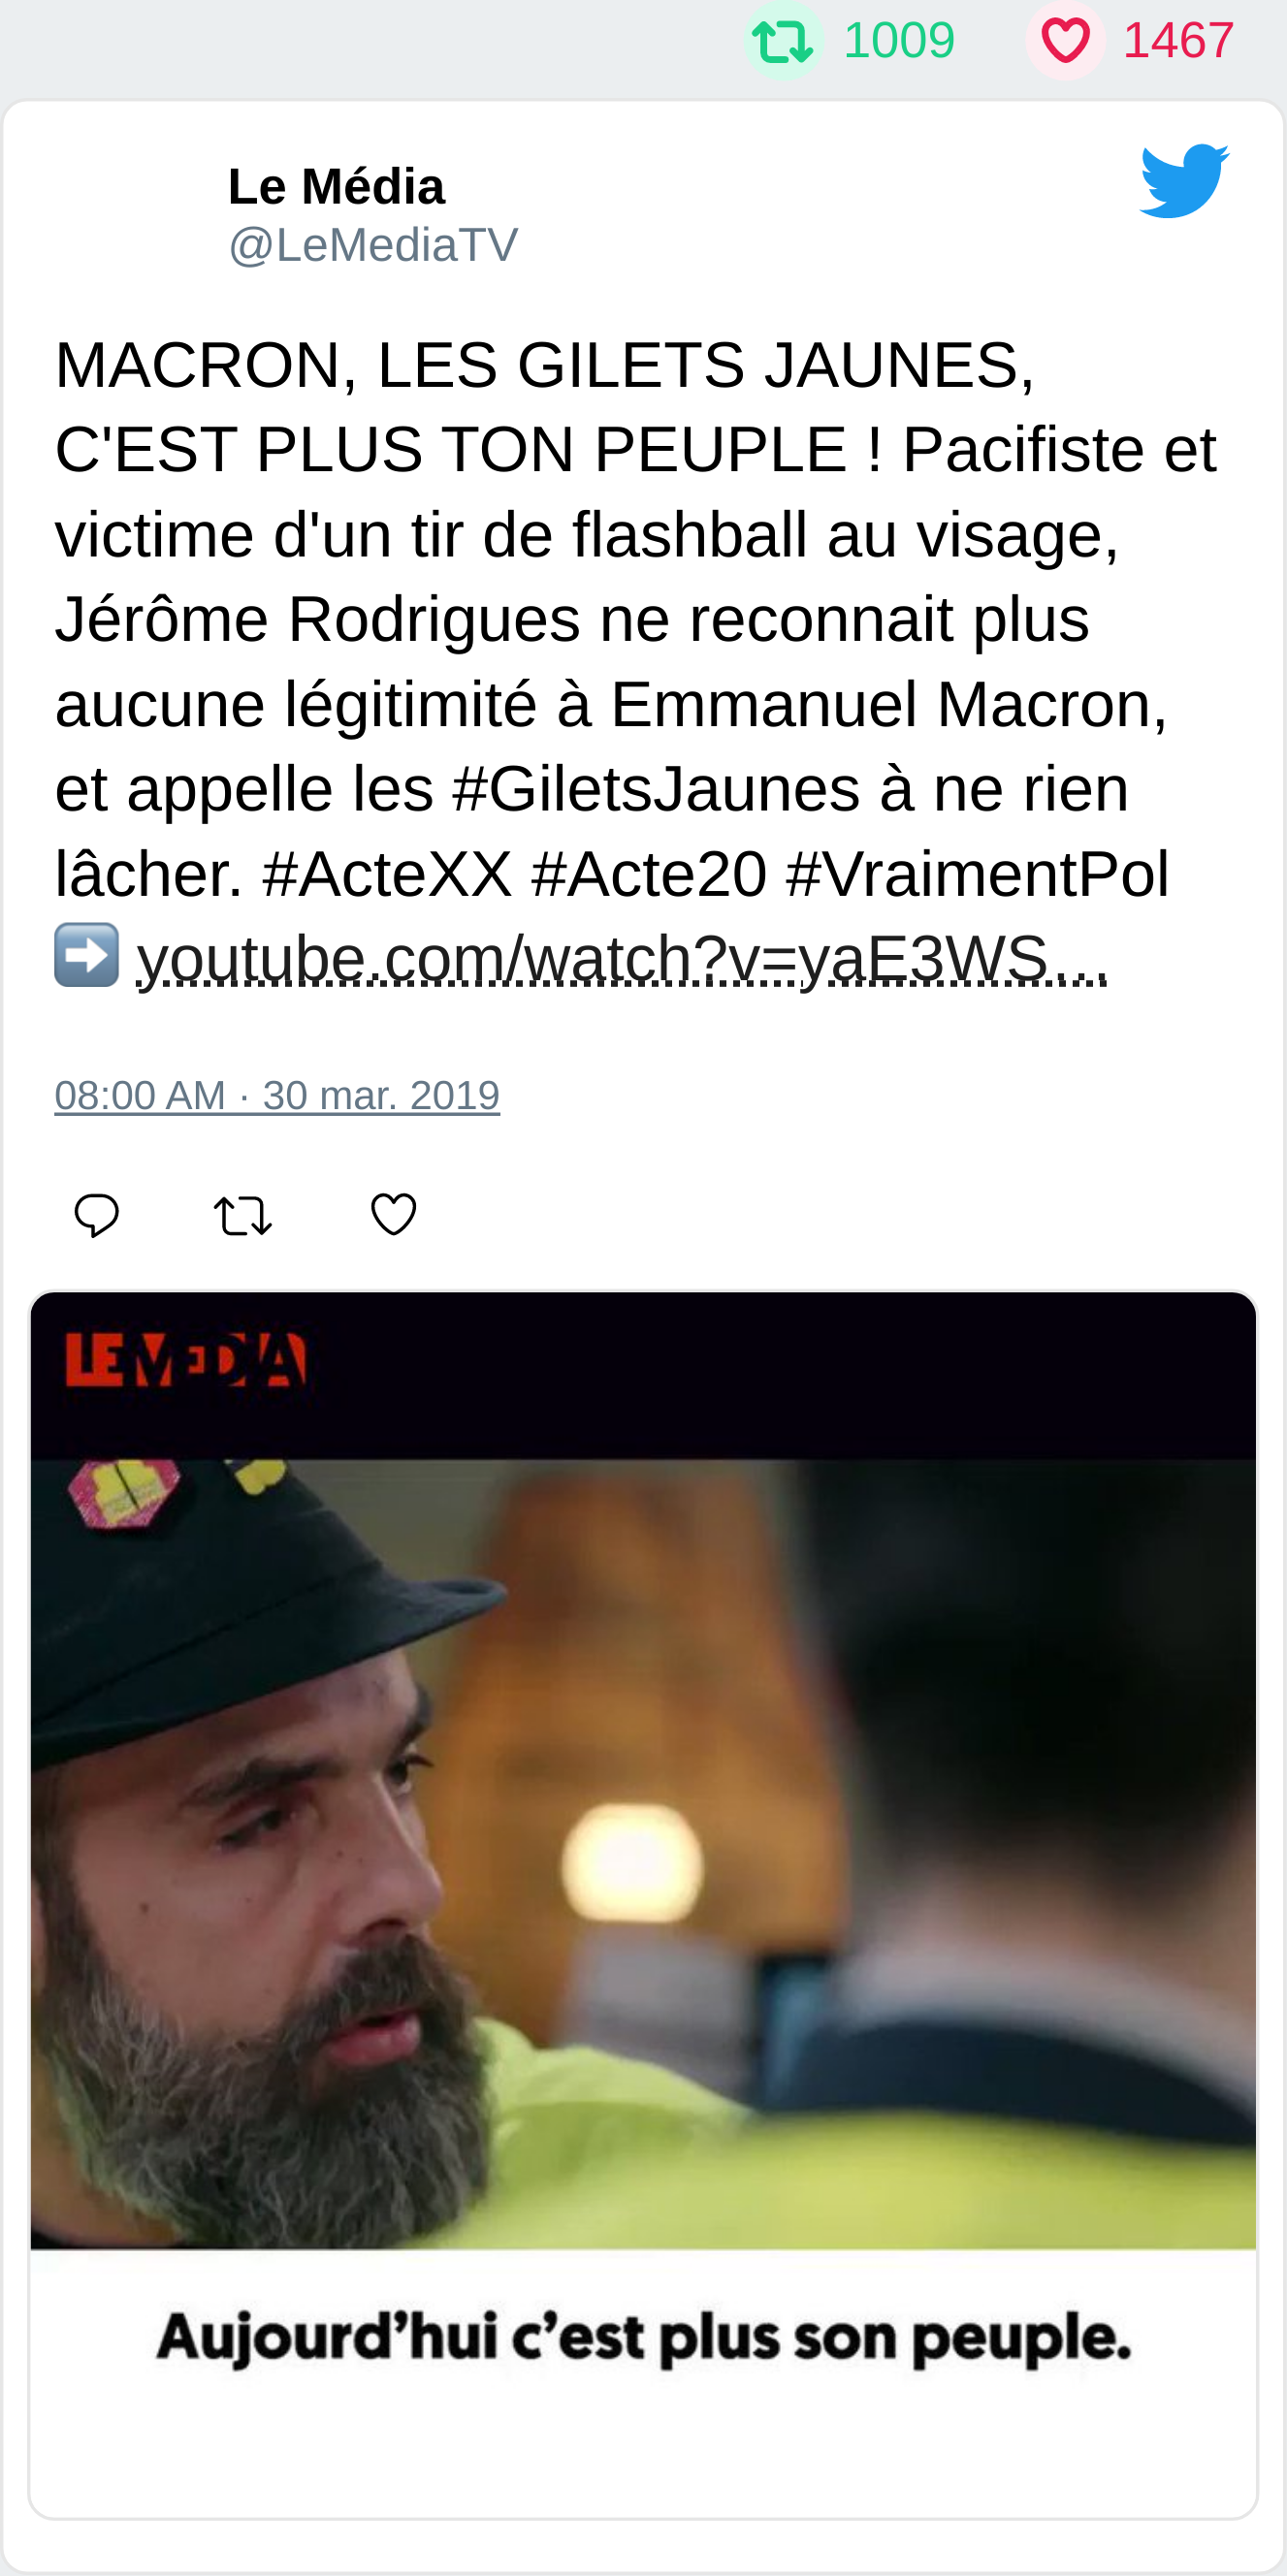 1009 1467
Le Média
@LeMediaTV
MACRON, LES GILETS JAUNES,
C'EST PLUS TON PEUPLE ! Pacifiste et
victime d'un tir de flashball au visage,
Jérôme Rodrigues ne reconnait plus
aucune légitimité à Emmanuel Macron,
et appelle les #GiletsJaunes à ne rien
lâcher. #ActeXX #Acte20 #VraimentPol
➡️ youtube.com/watch?v=yaE3WS…
08:00 AM · 30 mar. 2019
LE MEDIA
Aujourd’hui c’est plus son peuple.